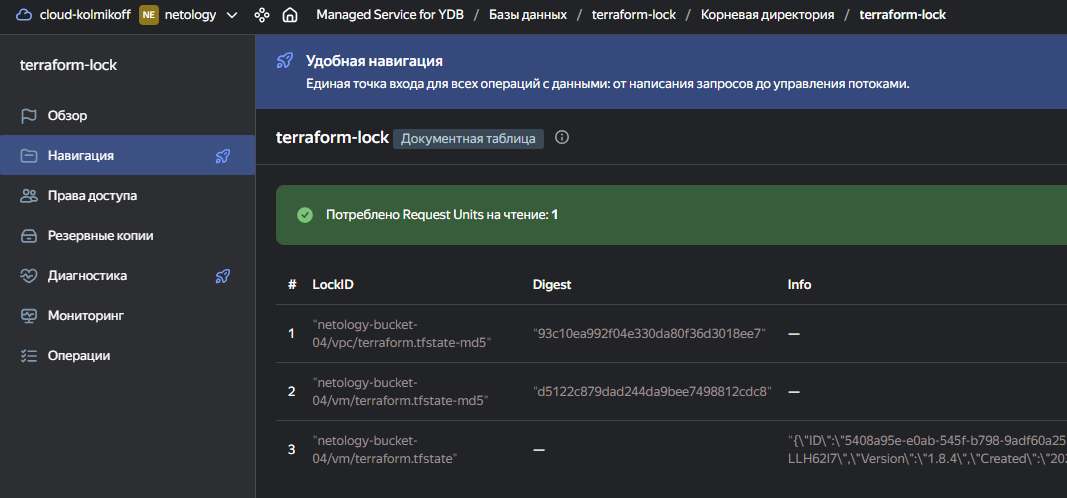 cloud-kolmikoff NE netology Managed Service for YDB / Базы данных / terraform-lock / Корневая директория / terraform-lock
terraform-lock
Обзор
Навигация
Права доступа
Резервные копии
Диагностика
Мониторинг
Операции
Удобная навигация
Единая точка входа для всех операций с данными: от написания запросов до управления потоками.
terraform-lock Документная таблица
Потреблено Request Units на чтение: 1
# LockID Digest Info
1 "netology-bucket-04/vpc/terraform.tfstate-md5" "93c10ea992f04e330da80f36d3018ee7" —
2 "netology-bucket-04/vm/terraform.tfstate-md5" "d5122c879dad244da9bee7498812cdc8" —
3 "netology-bucket-04/vm/terraform.tfstate" — "{\"ID\":\"5408a95e-e0ab-545f-b798-9adf60a25
LLH62I7\",\"Version\":\"1.8.4\",\"Created\":\"20